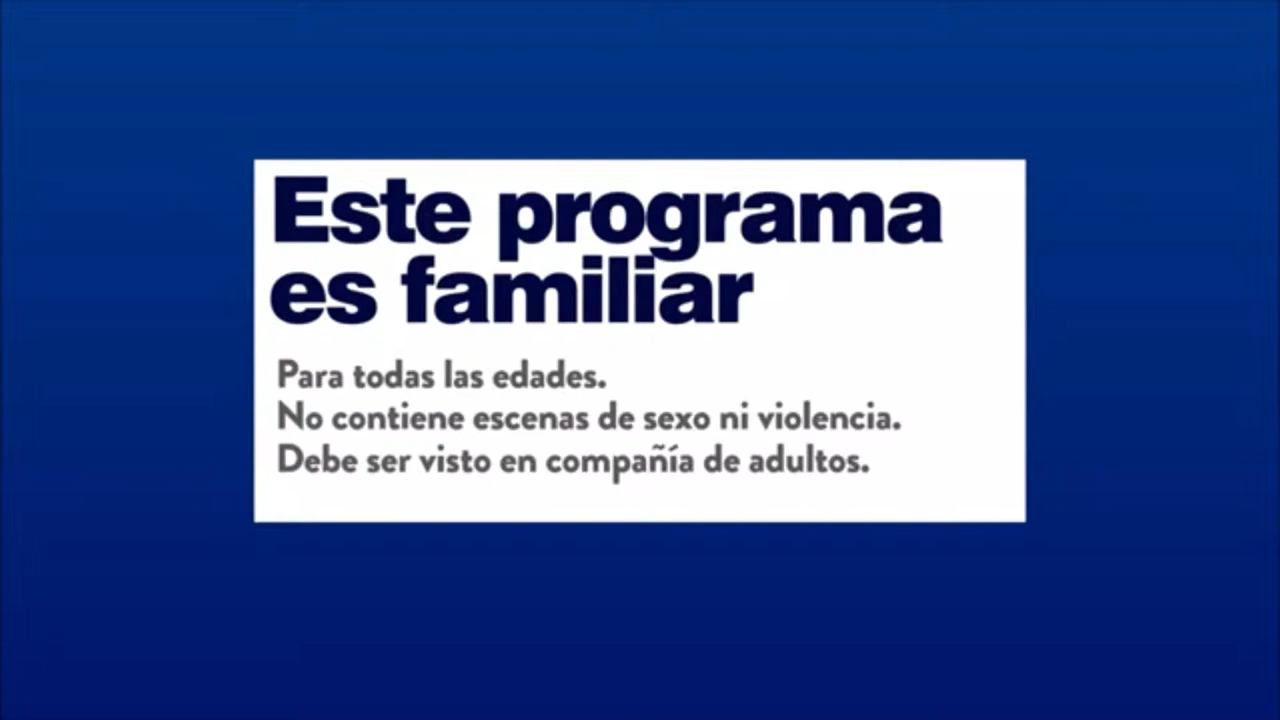 Este programa
es familiar
Para todas las edades.
No contiene escenas de sexo ni violencia.
Debe ser visto en compañía de adultos.